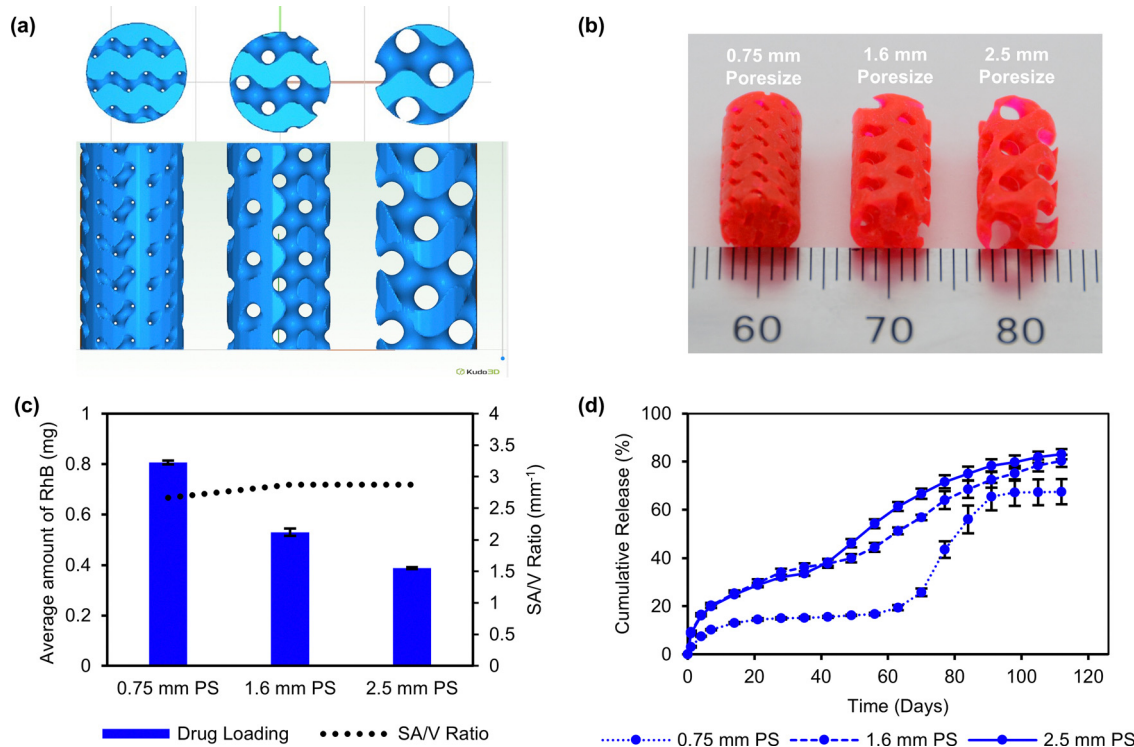 (a)
Kudo3D
(b)
0.75 mm
Poresize
1.6 mm
Poresize
2.5 mm
Poresize
60
70
80
(c)
Average amount of RhB (mg)
1
0.8
0.6
0.4
0.2
0
4
3.5
3
2.5
2
1.5
1
0.5
0
SA/V Ratio (mm⁻¹)
0.75 mm PS
1.6 mm PS
2.5 mm PS
Drug Loading
SA/V Ratio
(d)
Cumulative Release (%)
100
80
60
40
20
0
0
20
40
60
80
100
120
Time (Days)
0.75 mm PS
1.6 mm PS
2.5 mm PS